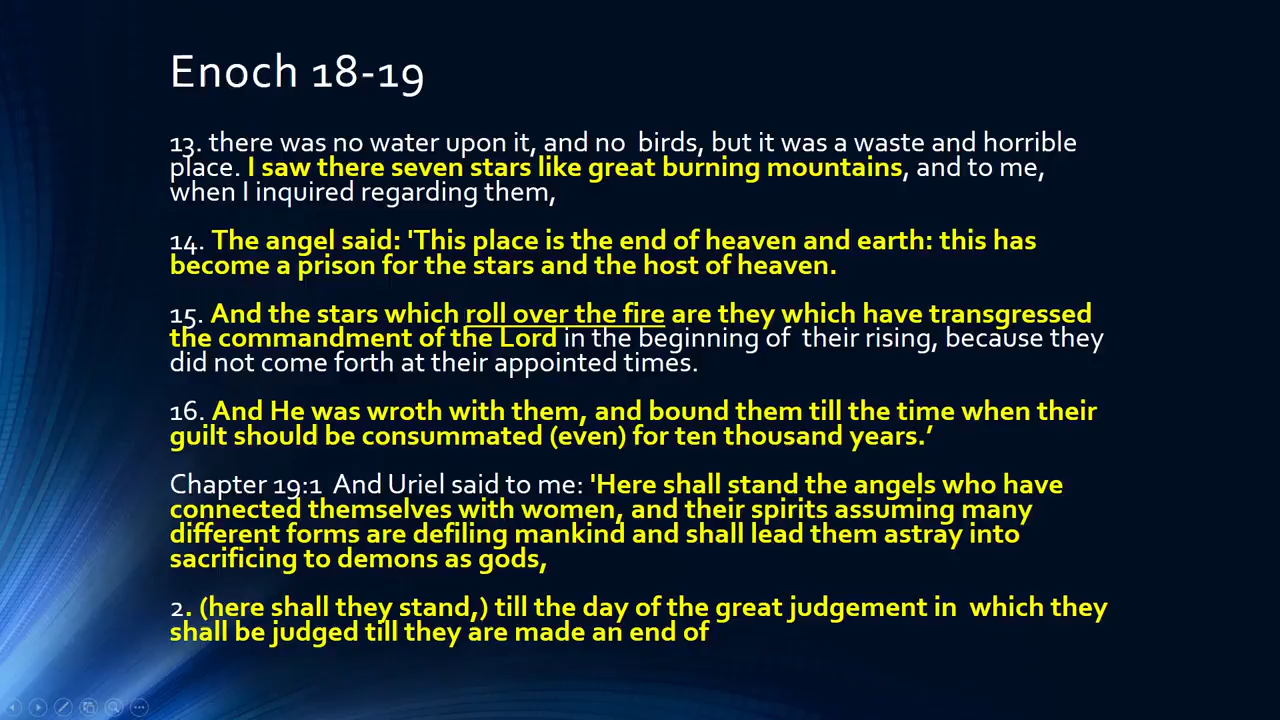 Enoch 18-19
13. there was no water upon it, and no  birds, but it was a waste and horrible
place. I saw there seven stars like great burning mountains, and to me,
when I inquired regarding them,
14. The angel said: 'This place is the end of heaven and earth: this has
become a prison for the stars and the host of heaven.
15. And the stars which roll over the fire are they which have transgressed
the commandment of the Lord in the beginning of  their rising, because they
did not come forth at their appointed times.
16. And He was wroth with them, and bound them till the time when their
guilt should be consummated (even) for ten thousand years.’
Chapter 19:1  And Uriel said to me: 'Here shall stand the angels who have
connected themselves with women, and their spirits assuming many
different forms are defiling mankind and shall lead them astray into
sacrificing to demons as gods,
2. (here shall they stand,) till the day of the great judgement in  which they
shall be judged till they are made an end of